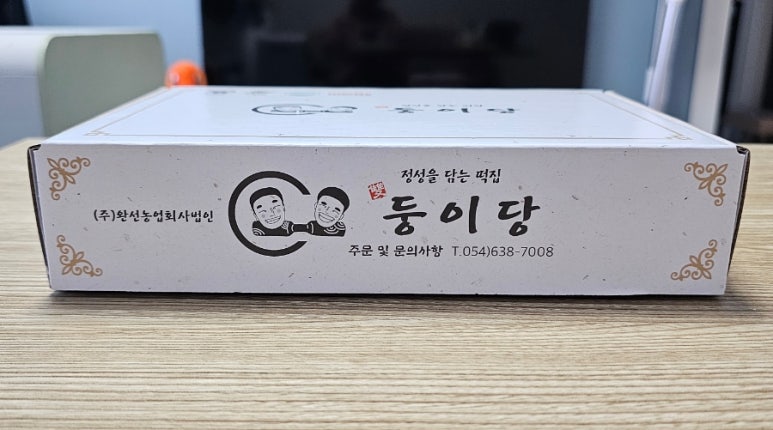 (주)완선농업회사법인
정성을 담는 떡집
둥이당
주문 및 문의사항 T.054)638-7008